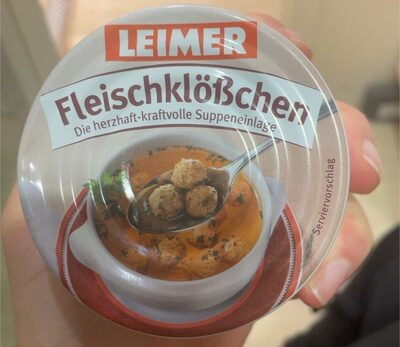 LEIMER
Fleischklößchen
Die herzhaft-kraftvolle Suppeneinlage
Serviervorschlag